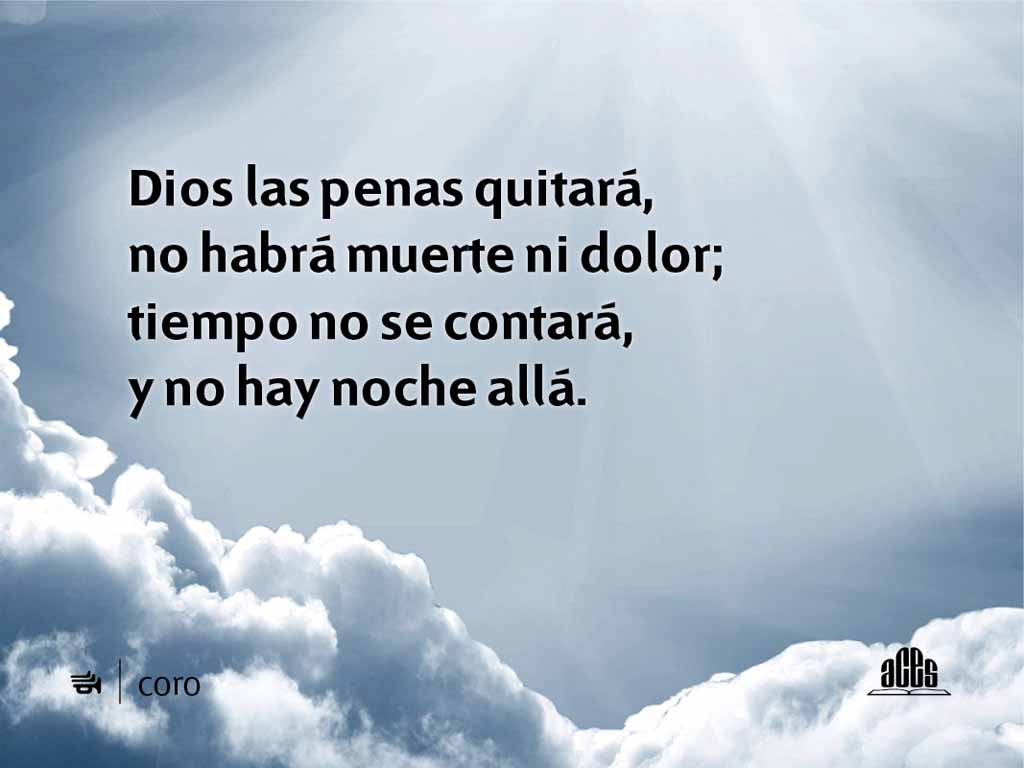 Dios las penas quitará,
no habrá muerte ni dolor;
tiempo no se contará,
y no hay noche allá.
coro
aces